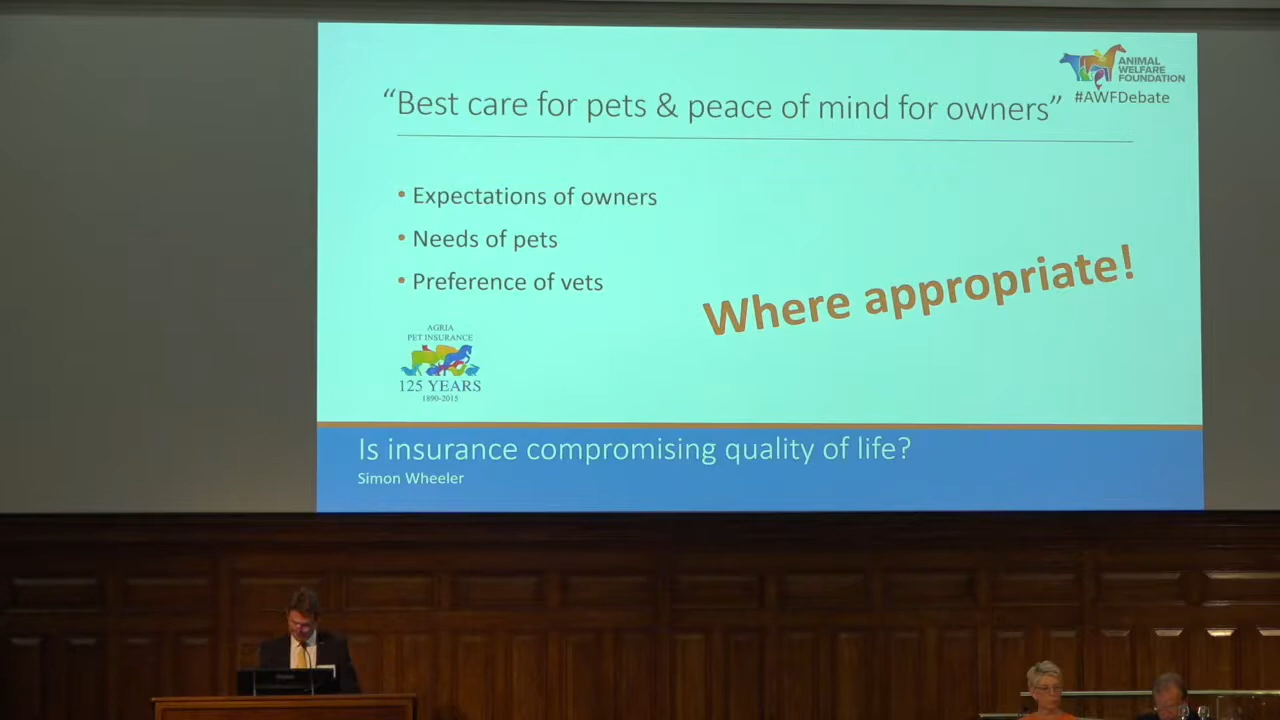 ANIMAL
WELFARE
FOUNDATION
#AWFDebate
“Best care for pets & peace of mind for owners”
• Expectations of owners
• Needs of pets
• Preference of vets
Where appropriate!
AGRIA
PET INSURANCE
125 YEARS
1890-2015
Is insurance compromising quality of life?
Simon Wheeler